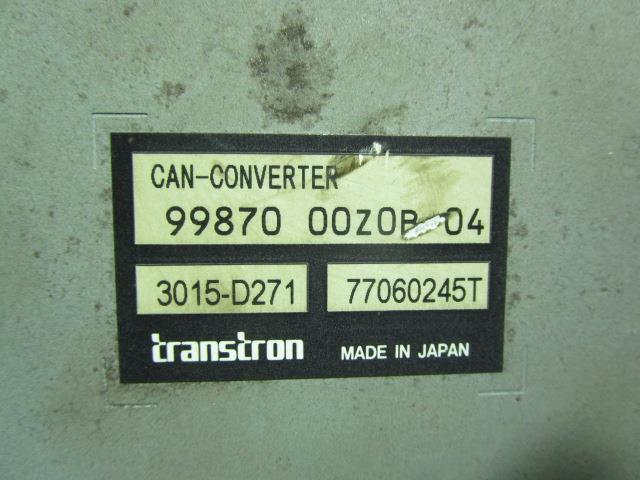 CAN-CONVERTER
99870 00Z0B 04
3015-D271 77060245T
transtron MADE IN JAPAN